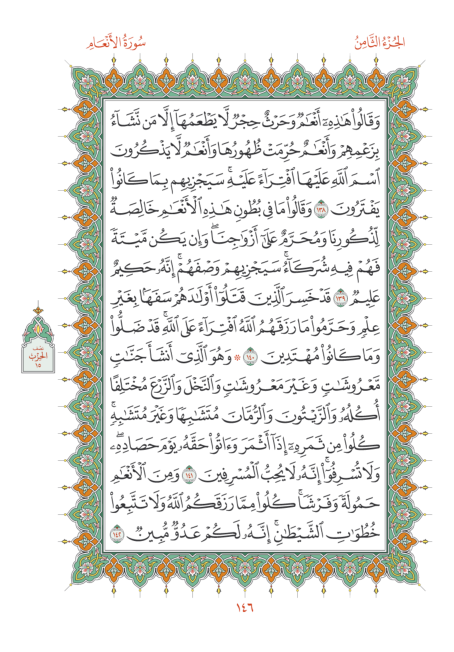 الجُزْءُ الثَّامِنُ
سُورَةُ الأَنْعَامِ
وَقَالُوا۟ هَـٰذِهِۦٓ أَنْعَـٰمٌ وَحَرْثٌ حِجْرٌ لَّا يَطْعَمُهَآ إِلَّا مَن نَّشَآءُ
بِزَعْمِهِمْ وَأَنْعَـٰمٌ حُرِّمَتْ ظُهُورُهَا وَأَنْعَـٰمٌ لَّا يَذْكُرُونَ
ٱسْمَ ٱللَّهِ عَلَيْهَا ٱفْتِرَآءً عَلَيْهِ ۚ سَيَجْزِيهِم بِمَا كَانُوا۟
يَفْتَرُونَ ١٣٨ وَقَالُوا۟ مَا فِى بُطُونِ هَـٰذِهِ ٱلْأَنْعَـٰمِ خَالِصَةٌ
لِّذُكُورِنَا وَمُحَرَّمٌ عَلَىٰٓ أَزْوَٰجِنَا ۖ وَإِن يَكُن مَّيْتَةً
فَهُمْ فِيهِ شُرَكَآءُ ۚ سَيَجْزِيهِمْ وَصْفَهُمْ ۚ إِنَّهُۥ حَكِيمٌ
عَلِيمٌ ١٣٩ قَدْ خَسِرَ ٱلَّذِينَ قَتَلُوٓا۟ أَوْلَـٰدَهُمْ سَفَهًۢا بِغَيْرِ
عِلْمٍ وَحَرَّمُوا۟ مَا رَزَقَهُمُ ٱللَّهُ ٱفْتِرَآءً عَلَى ٱللَّهِ ۚ قَدْ ضَلُّوا۟
وَمَا كَانُوا۟ مُهْتَدِينَ ١٤٠ ۞ وَهُوَ ٱلَّذِىٓ أَنشَأَ جَنَّـٰتٍ
مَّعْرُوشَـٰتٍ وَغَيْرَ مَعْرُوشَـٰتٍ وَٱلنَّخْلَ وَٱلزَّرْعَ مُخْتَلِفًا
أُكُلُهُۥ وَٱلزَّيْتُونَ وَٱلرُّمَّانَ مُتَشَـٰبِهًا وَغَيْرَ مُتَشَـٰبِهٍ ۚ
كُلُوا۟ مِن ثَمَرِهِۦٓ إِذَآ أَثْمَرَ وَءَاتُوا۟ حَقَّهُۥ يَوْمَ حَصَادِهِۦ ۖ
وَلَا تُسْرِفُوٓا۟ ۚ إِنَّهُۥ لَا يُحِبُّ ٱلْمُسْرِفِينَ ١٤١ وَمِنَ ٱلْأَنْعَـٰمِ
حَمُولَةً وَفَرْشًا ۚ كُلُوا۟ مِمَّا رَزَقَكُمُ ٱللَّهُ وَلَا تَتَّبِعُوا۟
خُطُوَٰتِ ٱلشَّيْطَـٰنِ ۚ إِنَّهُۥ لَكُمْ عَدُوٌّ مُّبِينٌ ١٤٢
نصف
الحزب
١٥
١٤٦